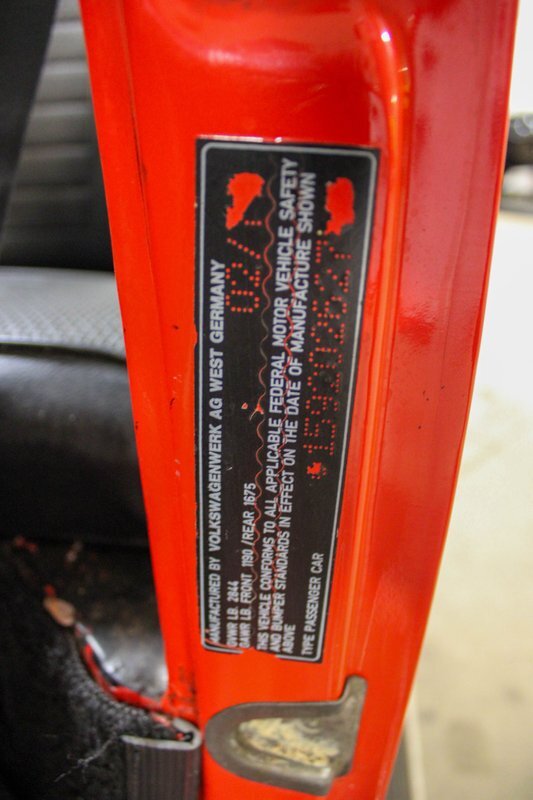 MANUFACTURED BY VOLKSWAGENWERK AG WEST GERMANY
02/
GVWR LB. 2844
GAWR LB. FRONT 1190 / REAR 1675
THIS VEHICLE CONFORMS TO ALL APPLICABLE FEDERAL MOTOR VEHICLE SAFETY
AND BUMPER STANDARDS IN EFFECT ON THE DATE OF MANUFACTURE SHOWN
ABOVE
TYPE PASSENGER CAR